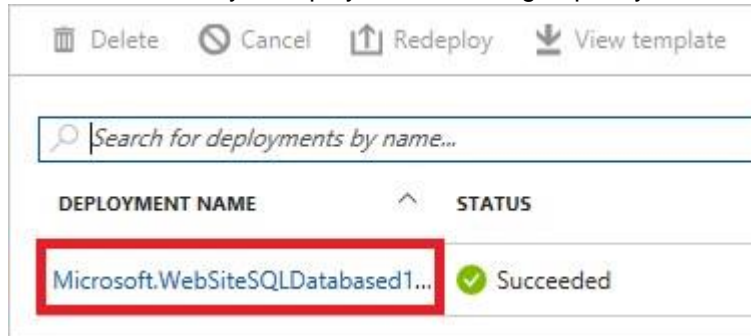 Delete Cancel Redeploy View template
Search for deployments by name...
DEPLOYMENT NAME STATUS
Microsoft.WebSiteSQLDatabased1... Succeeded